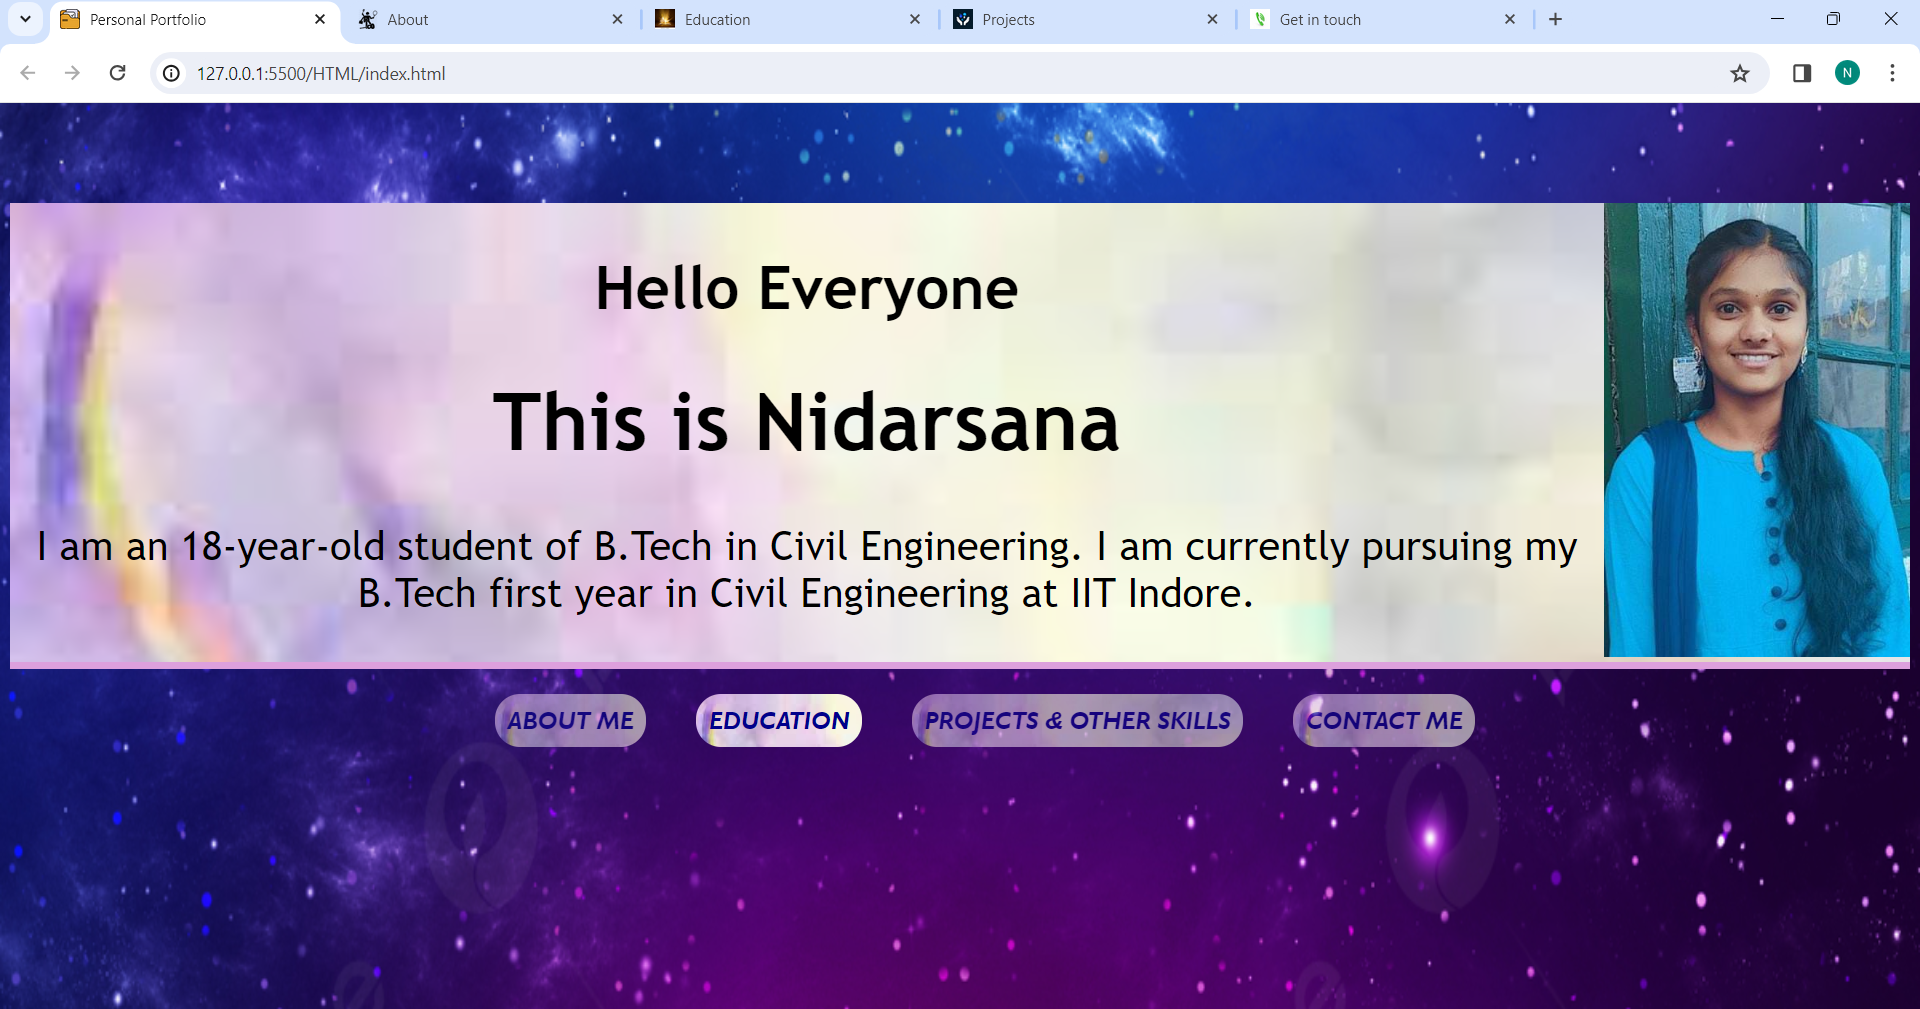 Personal Portfolio
About
Education
Projects
Get in touch
127.0.0.1:5500/HTML/index.html
N
Hello Everyone
This is Nidarsana
I am an 18-year-old student of B.Tech in Civil Engineering. I am currently pursuing my
B.Tech first year in Civil Engineering at IIT Indore.
ABOUT ME
EDUCATION
PROJECTS & OTHER SKILLS
CONTACT ME